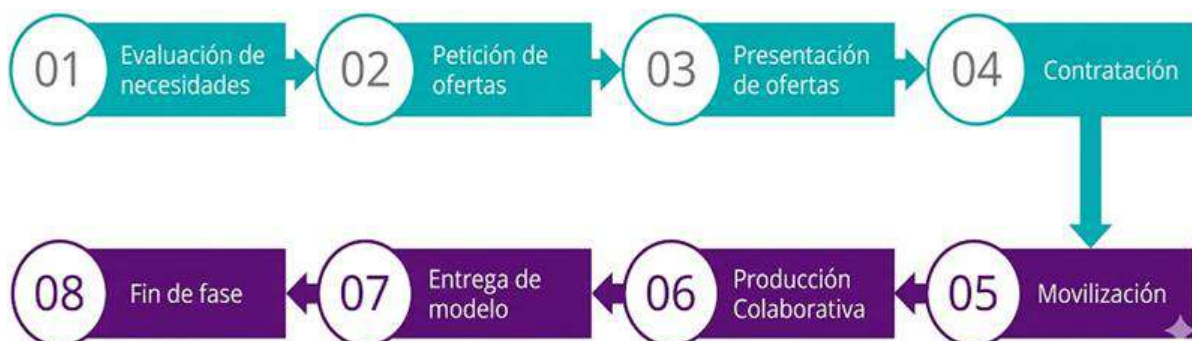 01
Evaluación de
necesidades
02
Petición de
ofertas
03
Presentación
de ofertas
04
Contratación
05
Movilización
06
Producción
Colaborativa
07
Entrega de
modelo
08
Fin de fase